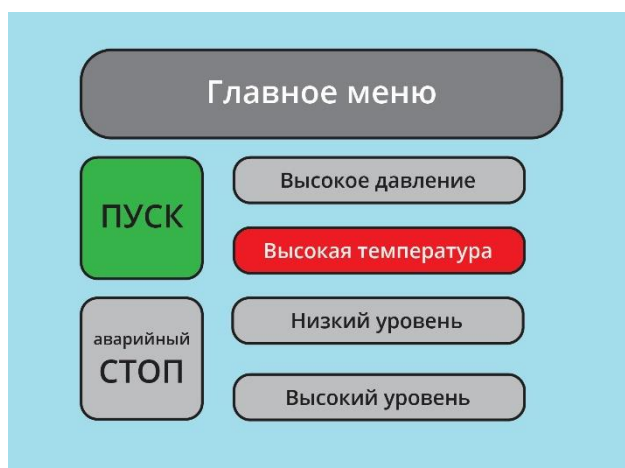 Главное меню
ПУСК
Высокое давление
Высокая температура
аварийный
СТОП
Низкий уровень
Высокий уровень